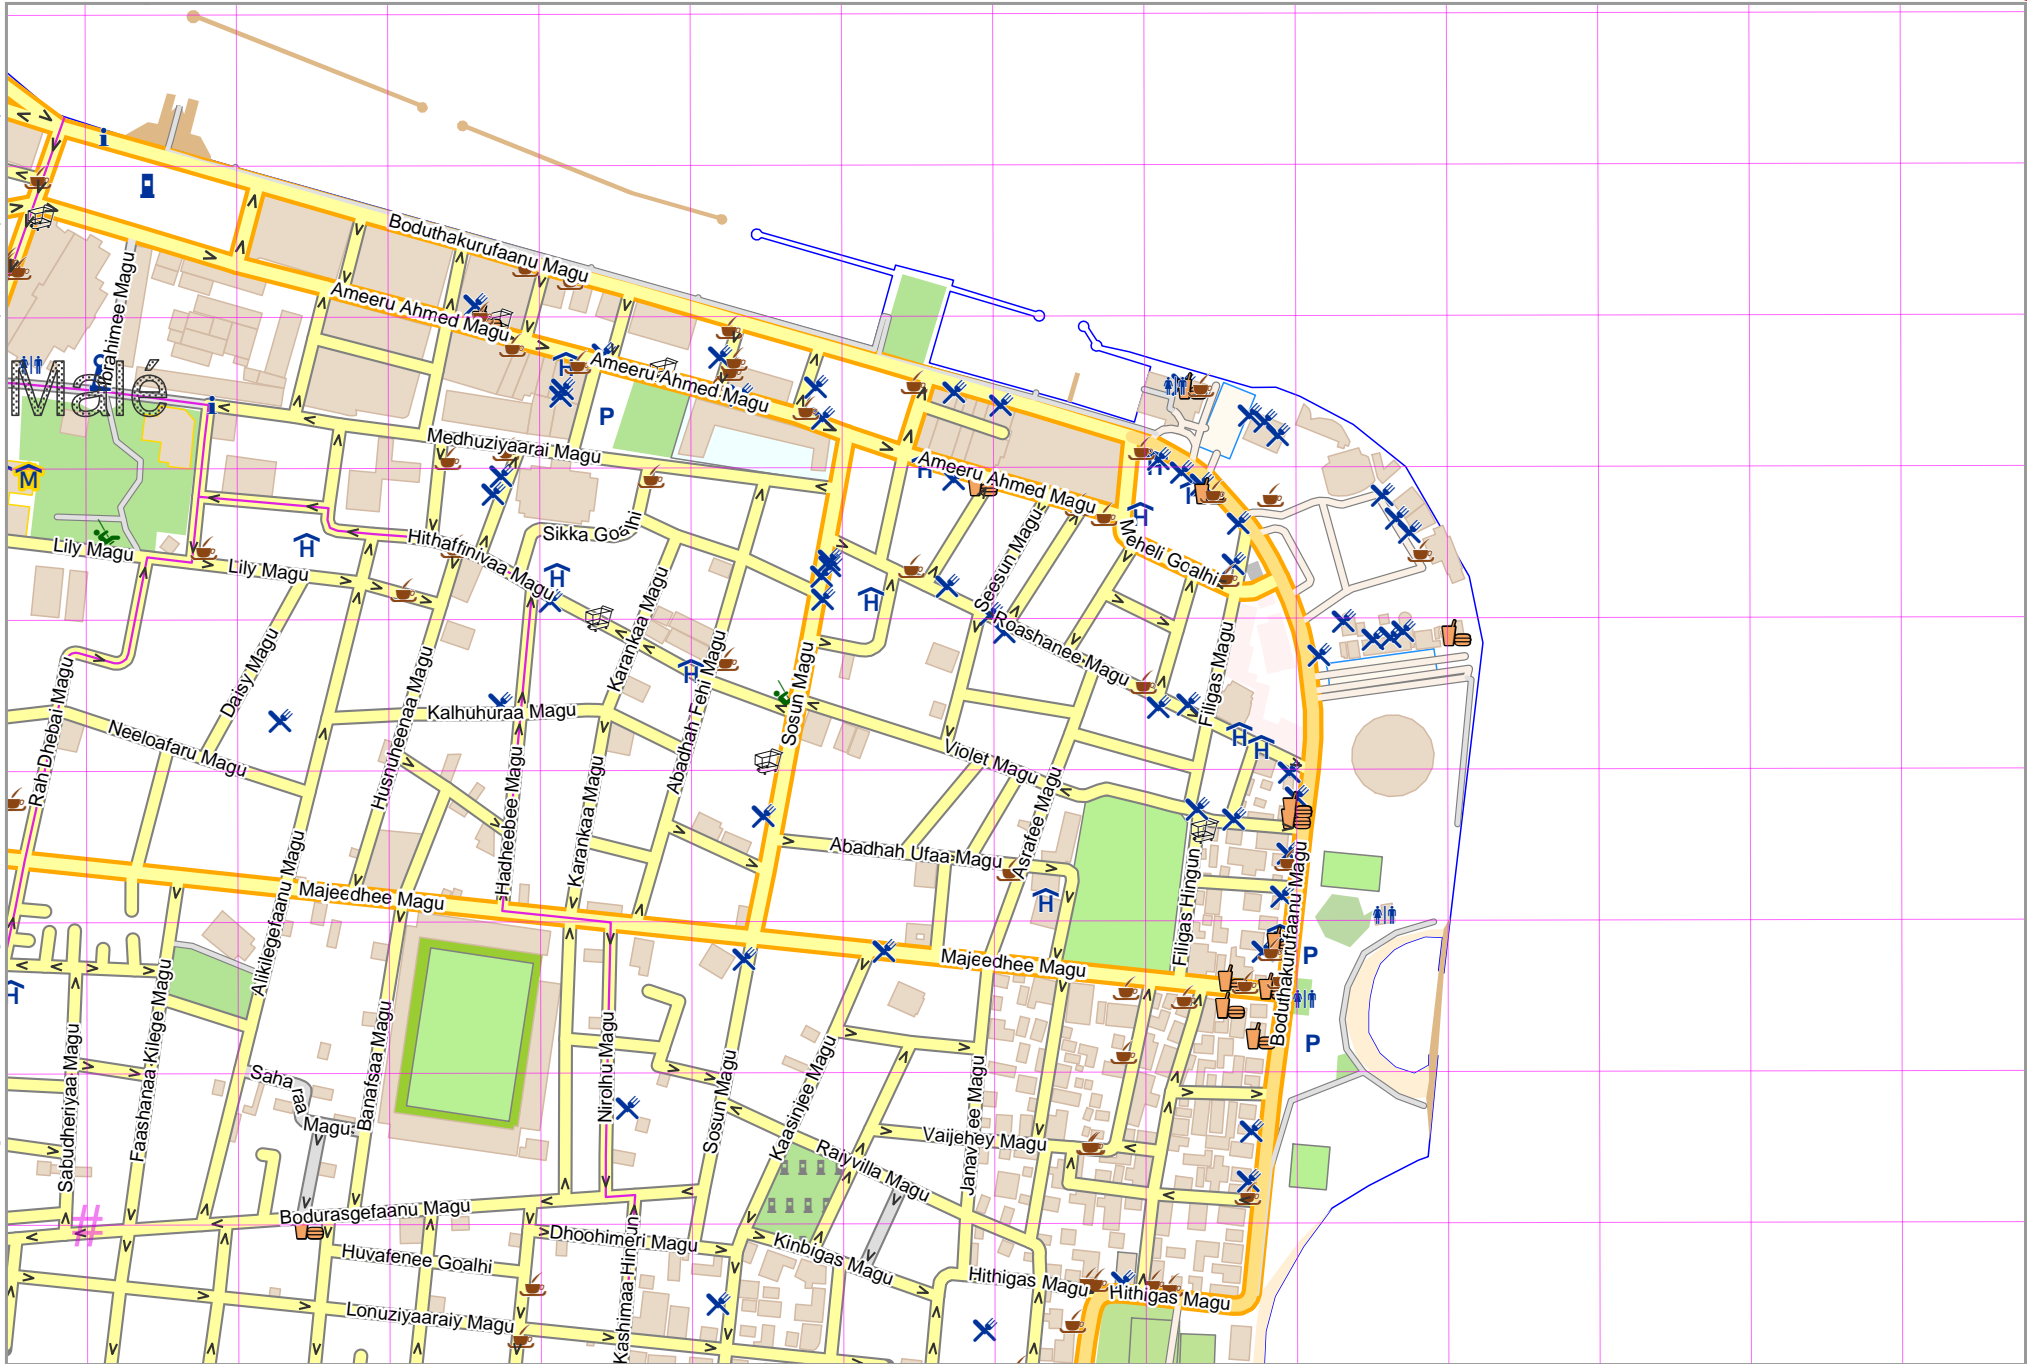 Boduthakurufaanu Magu
Ameeru Ahmed Magu
Ibrahimee Magu
Malé
Ameeru Ahmed Magu
P
Medhuziyaarai Magu
Ameeru Ahmed Magu
M
H
Sikka Goalhi
Seesun Magu
Meheli Goalhi
Lily Magu
Lily Magu
Hithaffinivaa Magu
H
H
H
H
Karankaa Magu
Roashanee Magu
Daisy Magu
Husnuheenaa Magu
Abadhah Fehi Magu
Sosun Magu
Filigas Magu
H
Rah Dhebai Magu
Neeloafaru Magu
Kalhuhuraa Magu
Hadheebee Magu
Karankaa Magu
Violet Magu
H
H
Asrafee Magu
Abadhah Ufaa Magu
Alikilegefaanu Magu
Majeedhee Magu
H
Filigas Hingun
Boduthakurufaanu Magu
Majeedhee Magu
P
H
Faashanaa Kilege Magu
Sabudheriyaa Magu
Banafsaa Magu
Nirolhu Magu
Sosun Magu
Kaasinjee Magu
Janavaree Magu
P
Saharaa
Magu
Vaijehey Magu
Raiyvilla Magu
#
Bodurasgefaanu Magu
Dhoohimeri Magu
Kinbigas Magu
Huvafenee Goalhi
Kashimaa Hingun
Hithigas Magu
Hithigas Magu
Lonuziyaaraiy Magu